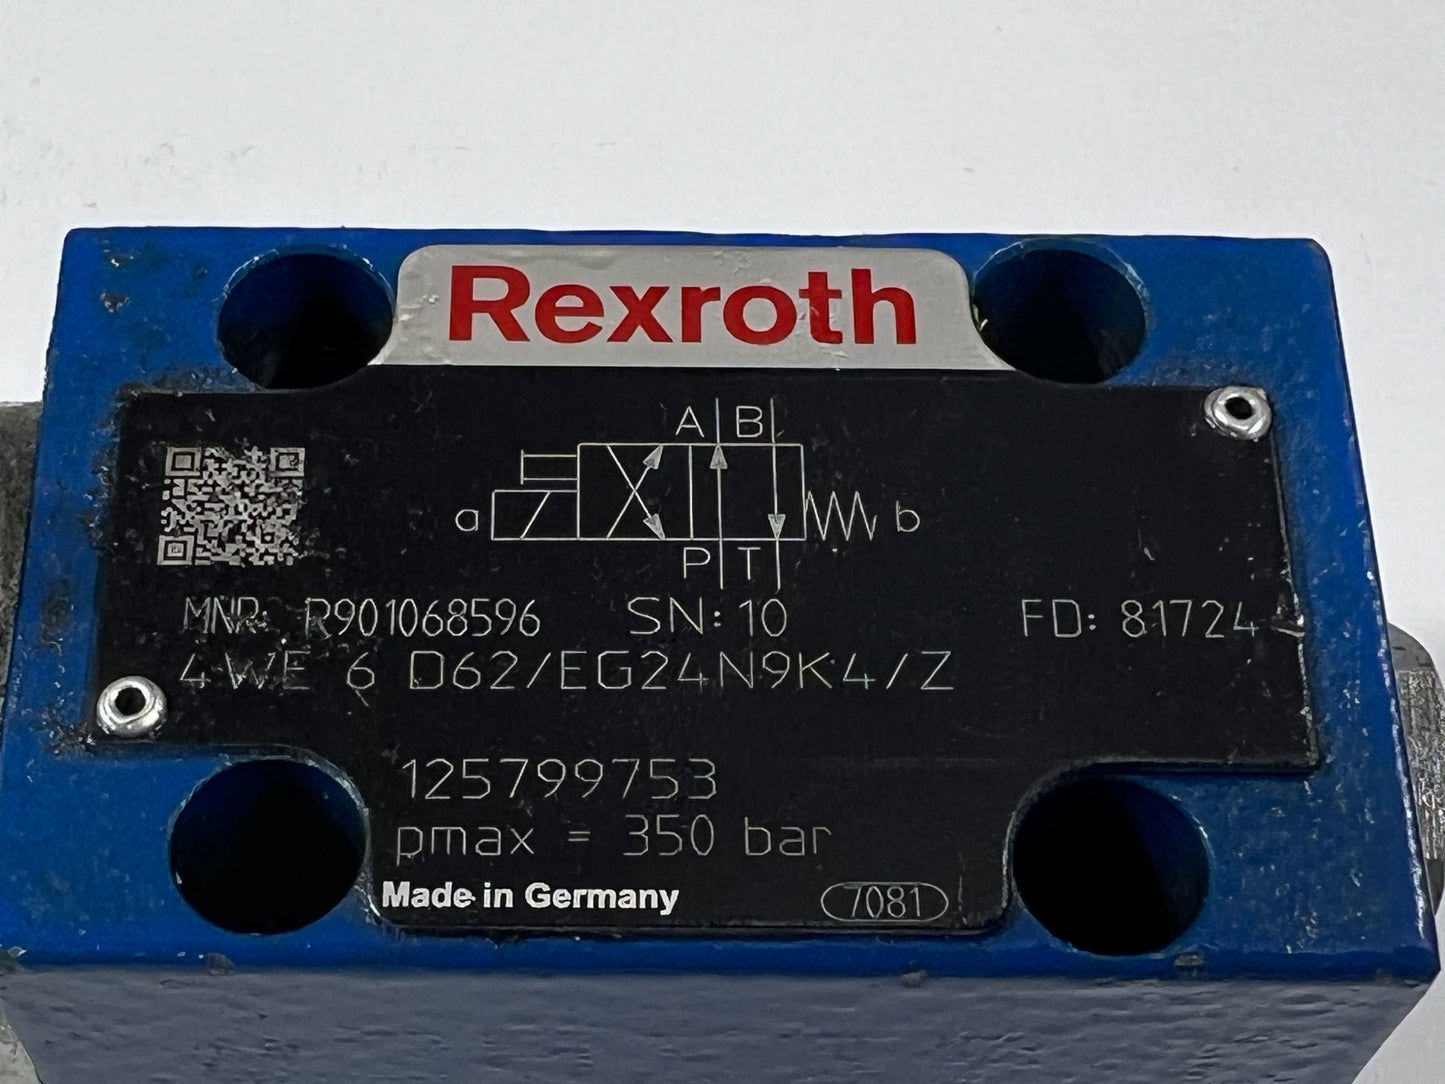 Rexroth
A B
a b
P T
MNR: R901068596 SN: 10 FD: 81724
4WE 6 D62/EG24N9K4/Z
125799753
pmax = 350 bar
Made in Germany 7081